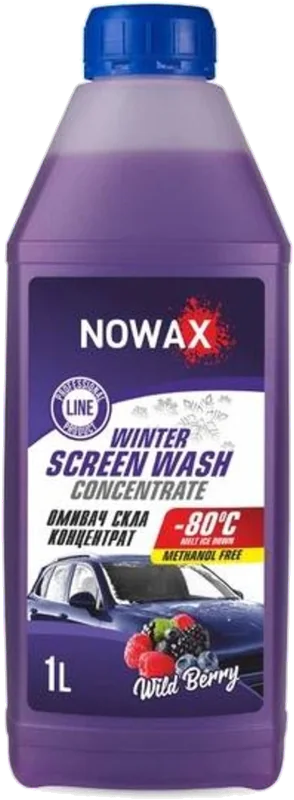 NOWAX
PROFESSIONAL
LINE
PRODUCT
WINTER
SCREEN WASH
CONCENTRATE
ОМИВАЧ СКЛА
КОНЦЕНТРАТ
-80°C
MELT ICE DOWN
METHANOL FREE
1L
Wild Berry